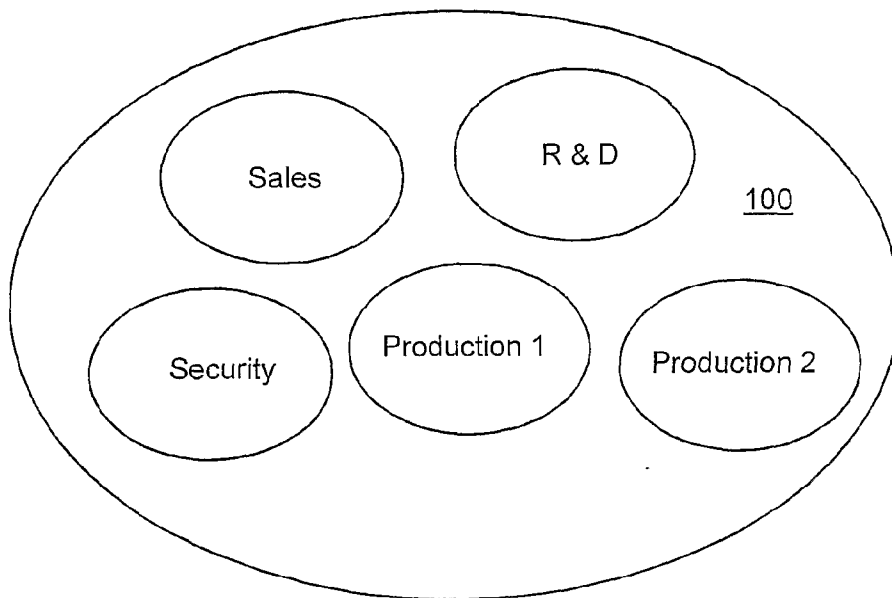 Sales
R & D
100
Security
Production 1
Production 2